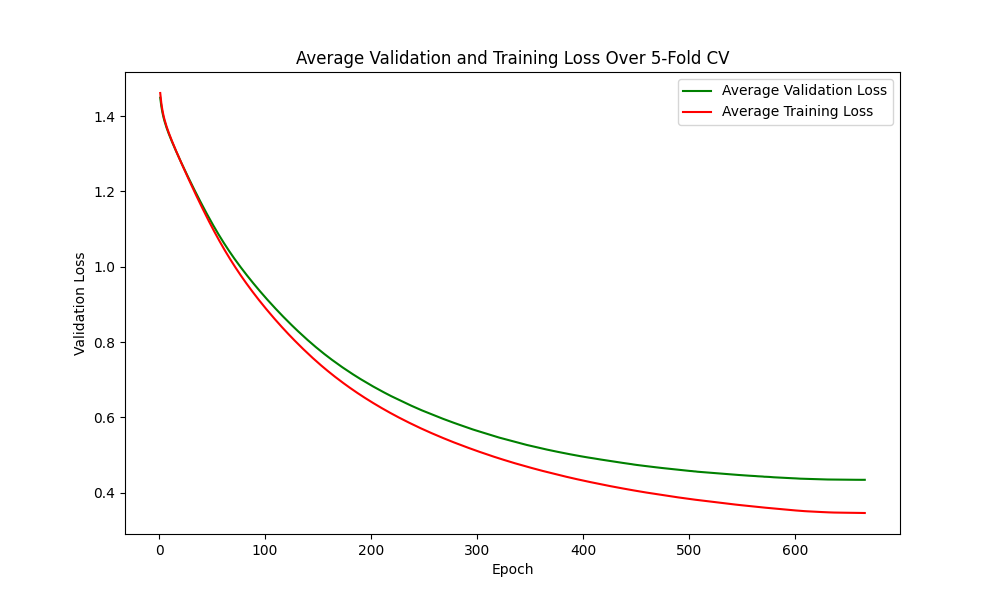 Average Validation and Training Loss Over 5-Fold CV
Average Validation Loss
Average Training Loss
1.4
1.2
1.0
0.8
0.6
0.4
Validation Loss
0 100 200 300 400 500 600
Epoch